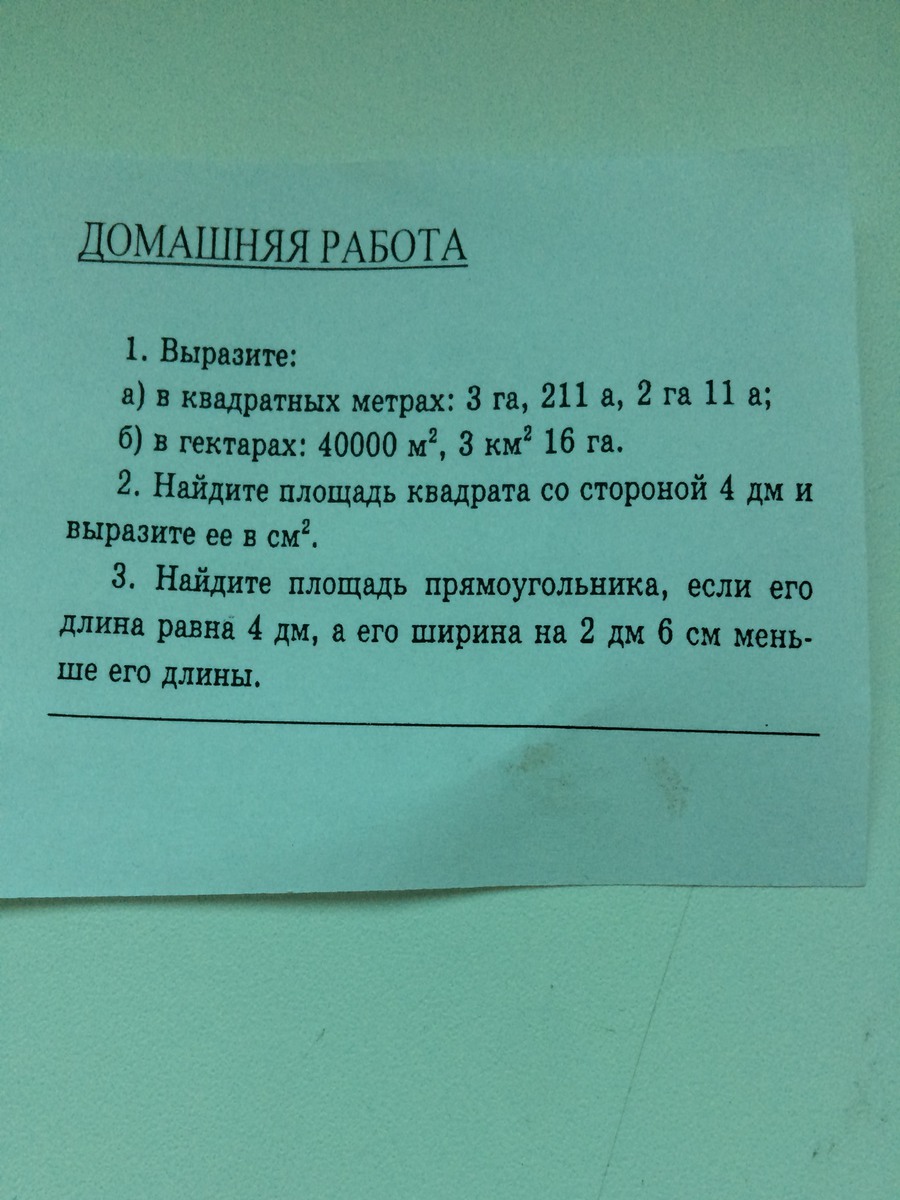 ДОМАШНЯЯ РАБОТА
1. Выразите:
а) в квадратных метрах: 3 га, 211 а, 2 га 11 а;
б) в гектарах: 40000 м², 3 км² 16 га.
2. Найдите площадь квадрата со стороной 4 дм и
выразите ее в см².
3. Найдите площадь прямоугольника, если его
длина равна 4 дм, а его ширина на 2 дм 6 см мень-
ше его длины.